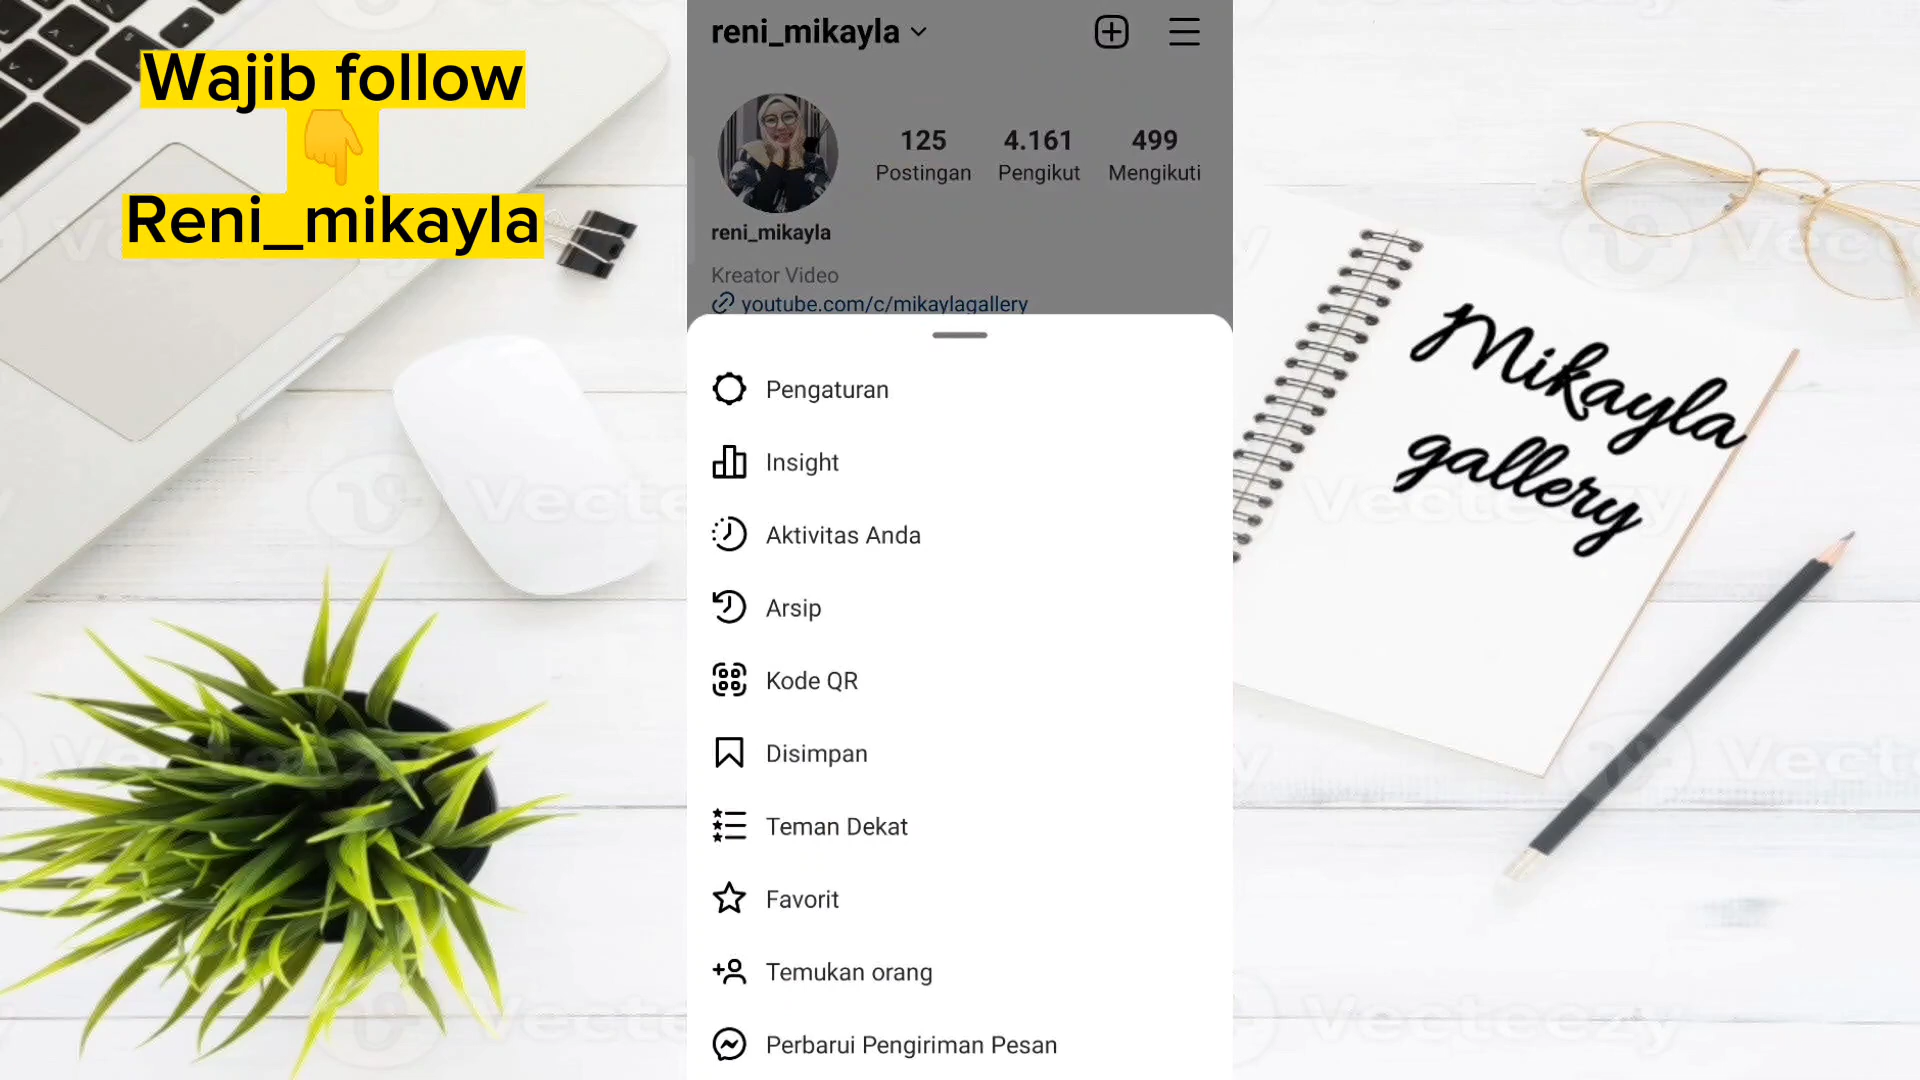 Wajib follow
👇
Reni_mikayla
reni_mikayla
125
4.161
499
Postingan
Pengikut
Mengikuti
reni_mikayla
Kreator Video
youtube.com/c/mikaylagallery
Pengaturan
Insight
Aktivitas Anda
Arsip
Kode QR
Disimpan
Teman Dekat
Favorit
Temukan orang
Perbarui Pengiriman Pesan
Mikayla
gallery
Vecteezy